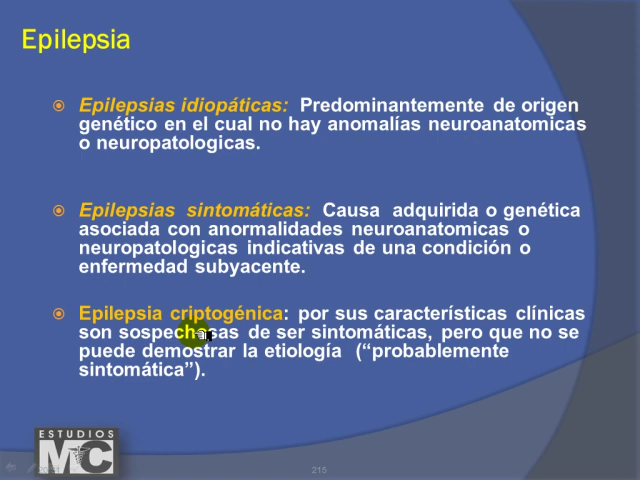 Epilepsia
Epilepsias idiopáticas: Predominantemente de origen
genético en el cual no hay anomalías neuroanatomicas
o neuropatologicas.
Epilepsias sintomáticas: Causa adquirida o genética
asociada con anormalidades neuroanatomicas o
neuropatologicas indicativas de una condición o
enfermedad subyacente.
Epilepsia criptogénica: por sus características clínicas
son sospechosas de ser sintomáticas, pero que no se
puede demostrar la etiología (“probablemente
sintomática”).
ESTUDIOS
MC
215